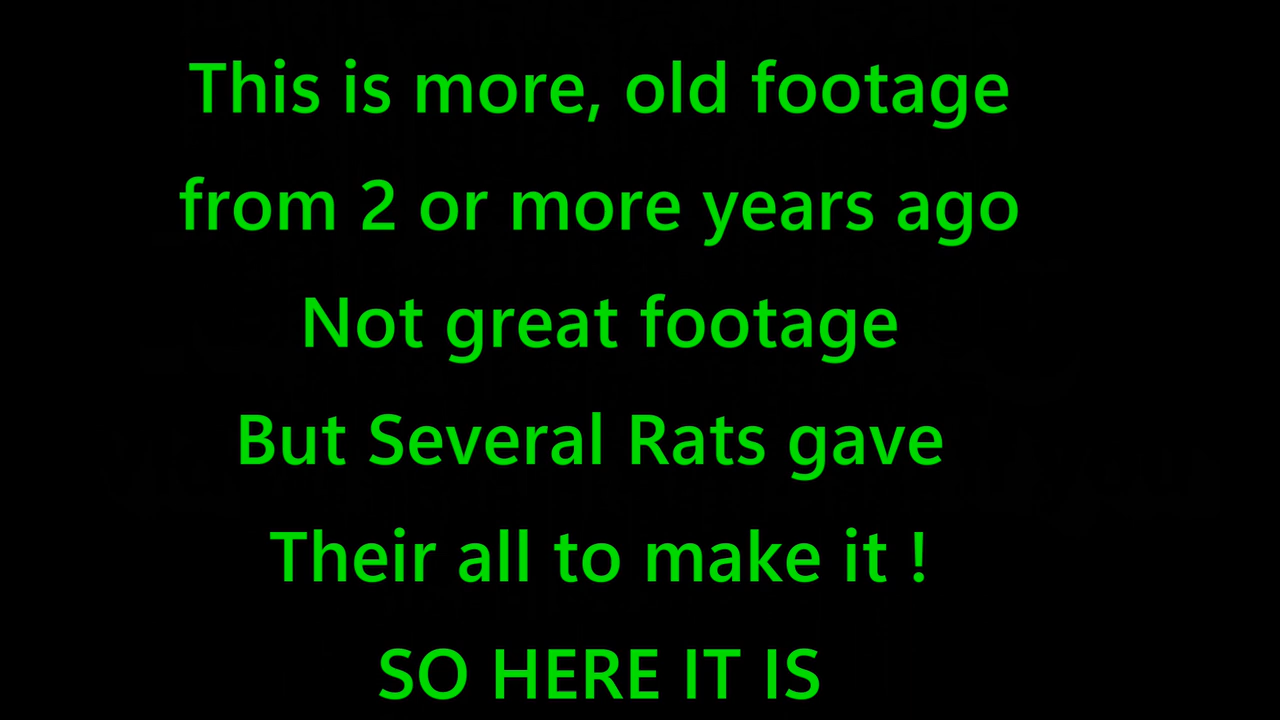 This is more, old footage
from 2 or more years ago
Not great footage
But Several Rats gave
Their all to make it !
SO HERE IT IS